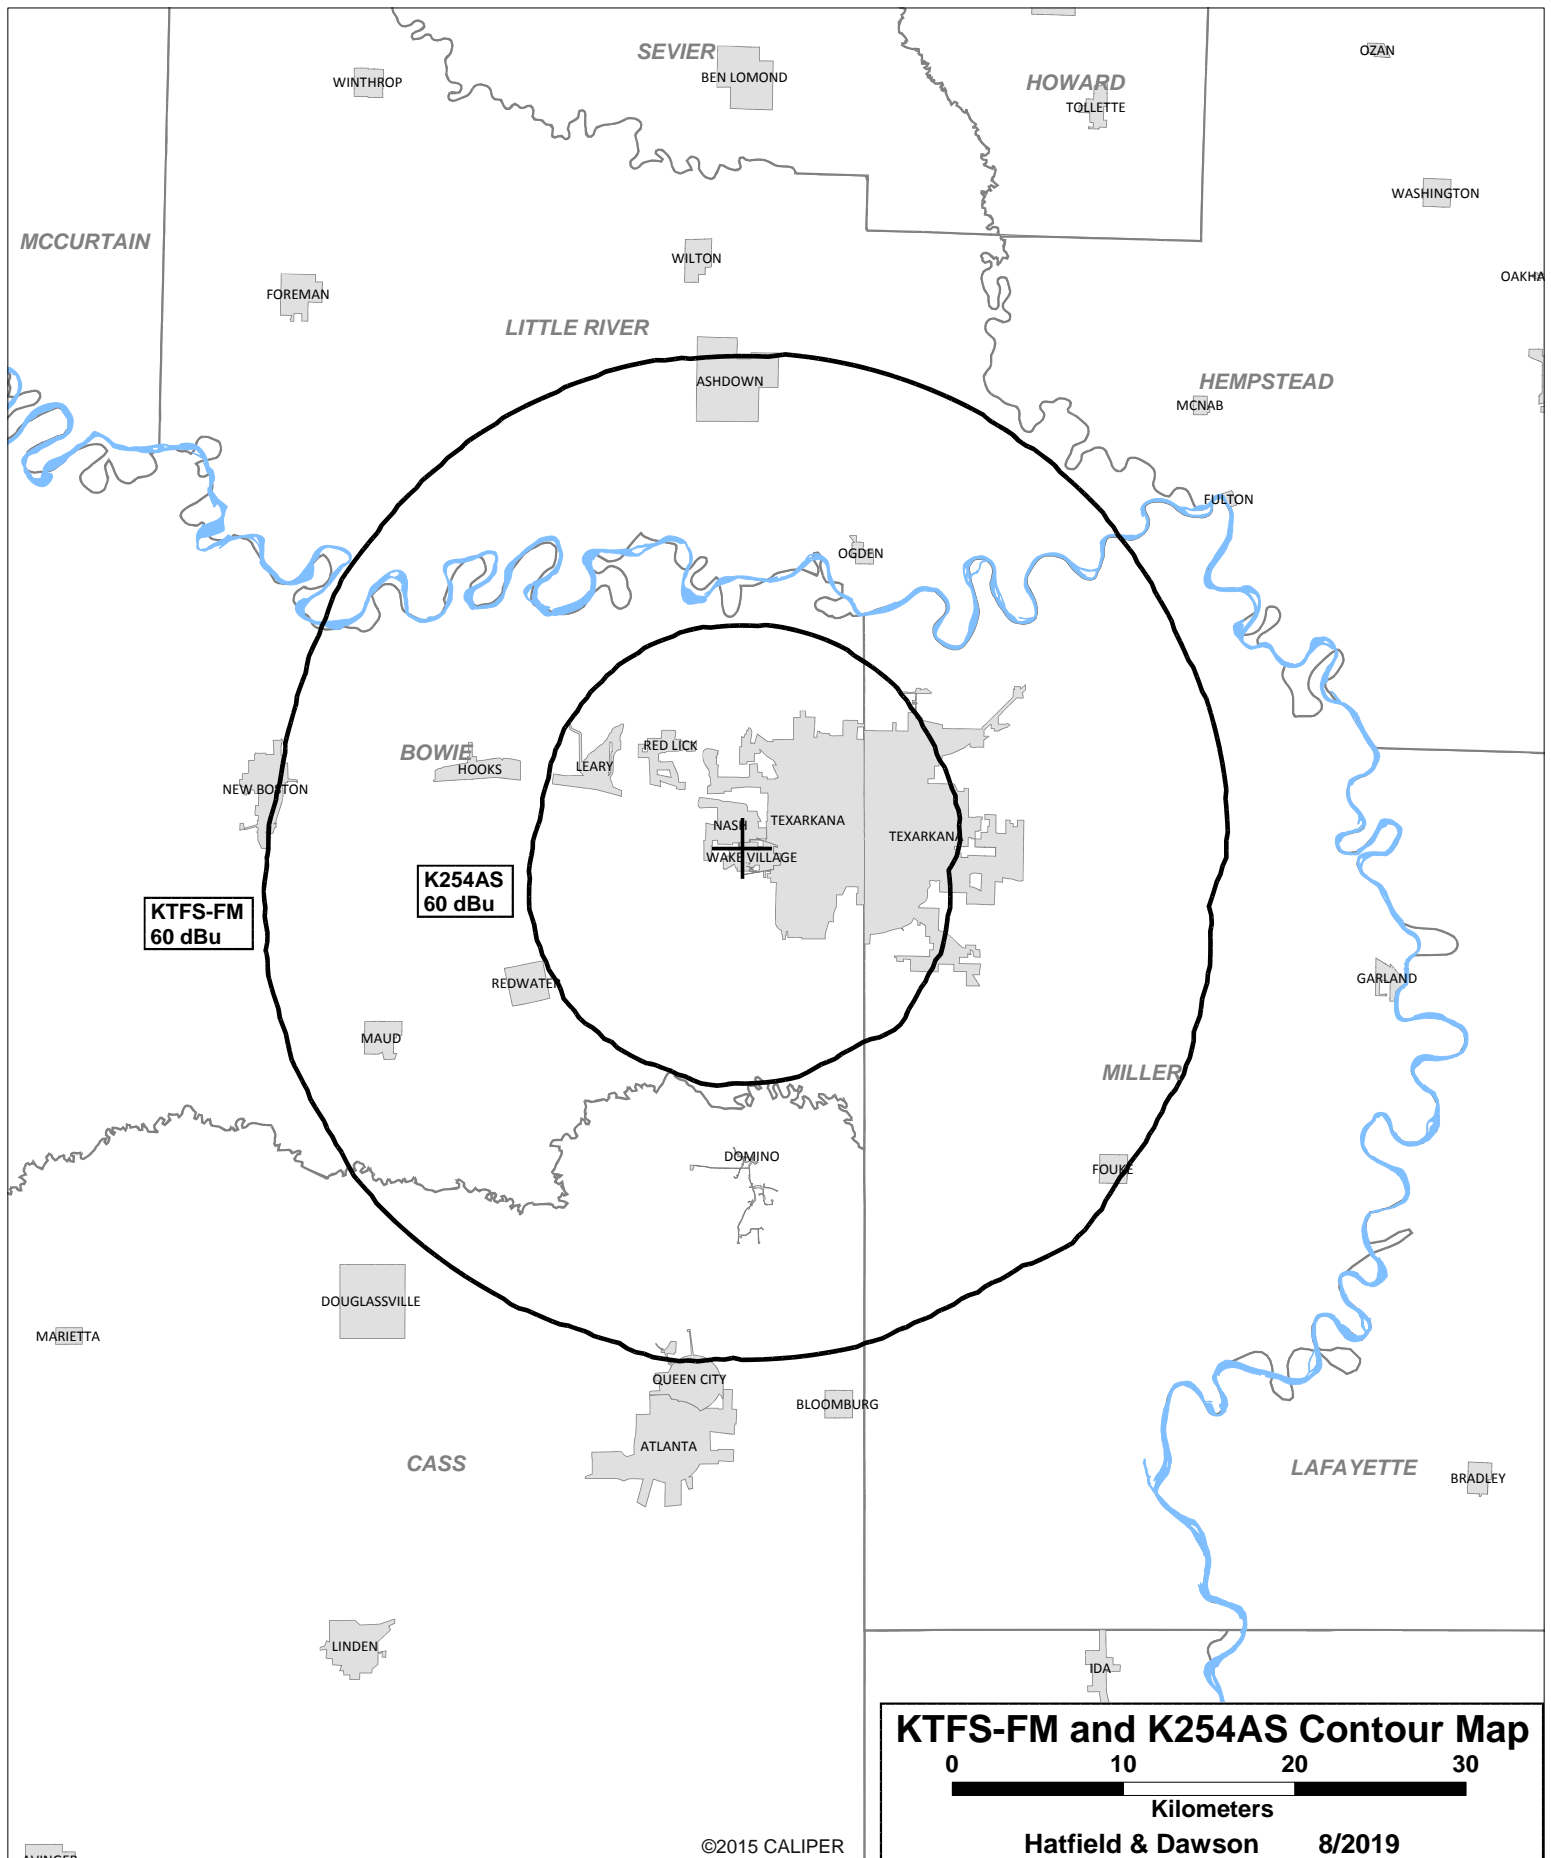 SEVIER
OZAN
WINTHROP
BEN LOMOND
HOWARD
TOLLETTE
WASHINGTON
MCCURTAIN
WILTON
OAKHA
FOREMAN
LITTLE RIVER
ASHDOWN
HEMPSTEAD
MCNAB
FULTON
OGDEN
BOWIE
RED LICK
LEARY
HOOKS
NEW BOSTON
NASH
TEXARKANA
TEXARKANA
WAKE VILLAGE
K254AS
60 dBu
KTFS-FM
60 dBu
REDWATER
GARLAND
MAUD
MILLER
DOMINO
FOUKE
DOUGLASSVILLE
MARIETTA
QUEEN CITY
BLOOMBURG
ATLANTA
CASS
LAFAYETTE
BRADLEY
LINDEN
IDA
KTFS-FM and K254AS Contour Map
0 10 20 30
Kilometers
Hatfield & Dawson 8/2019
©2015 CALIPER